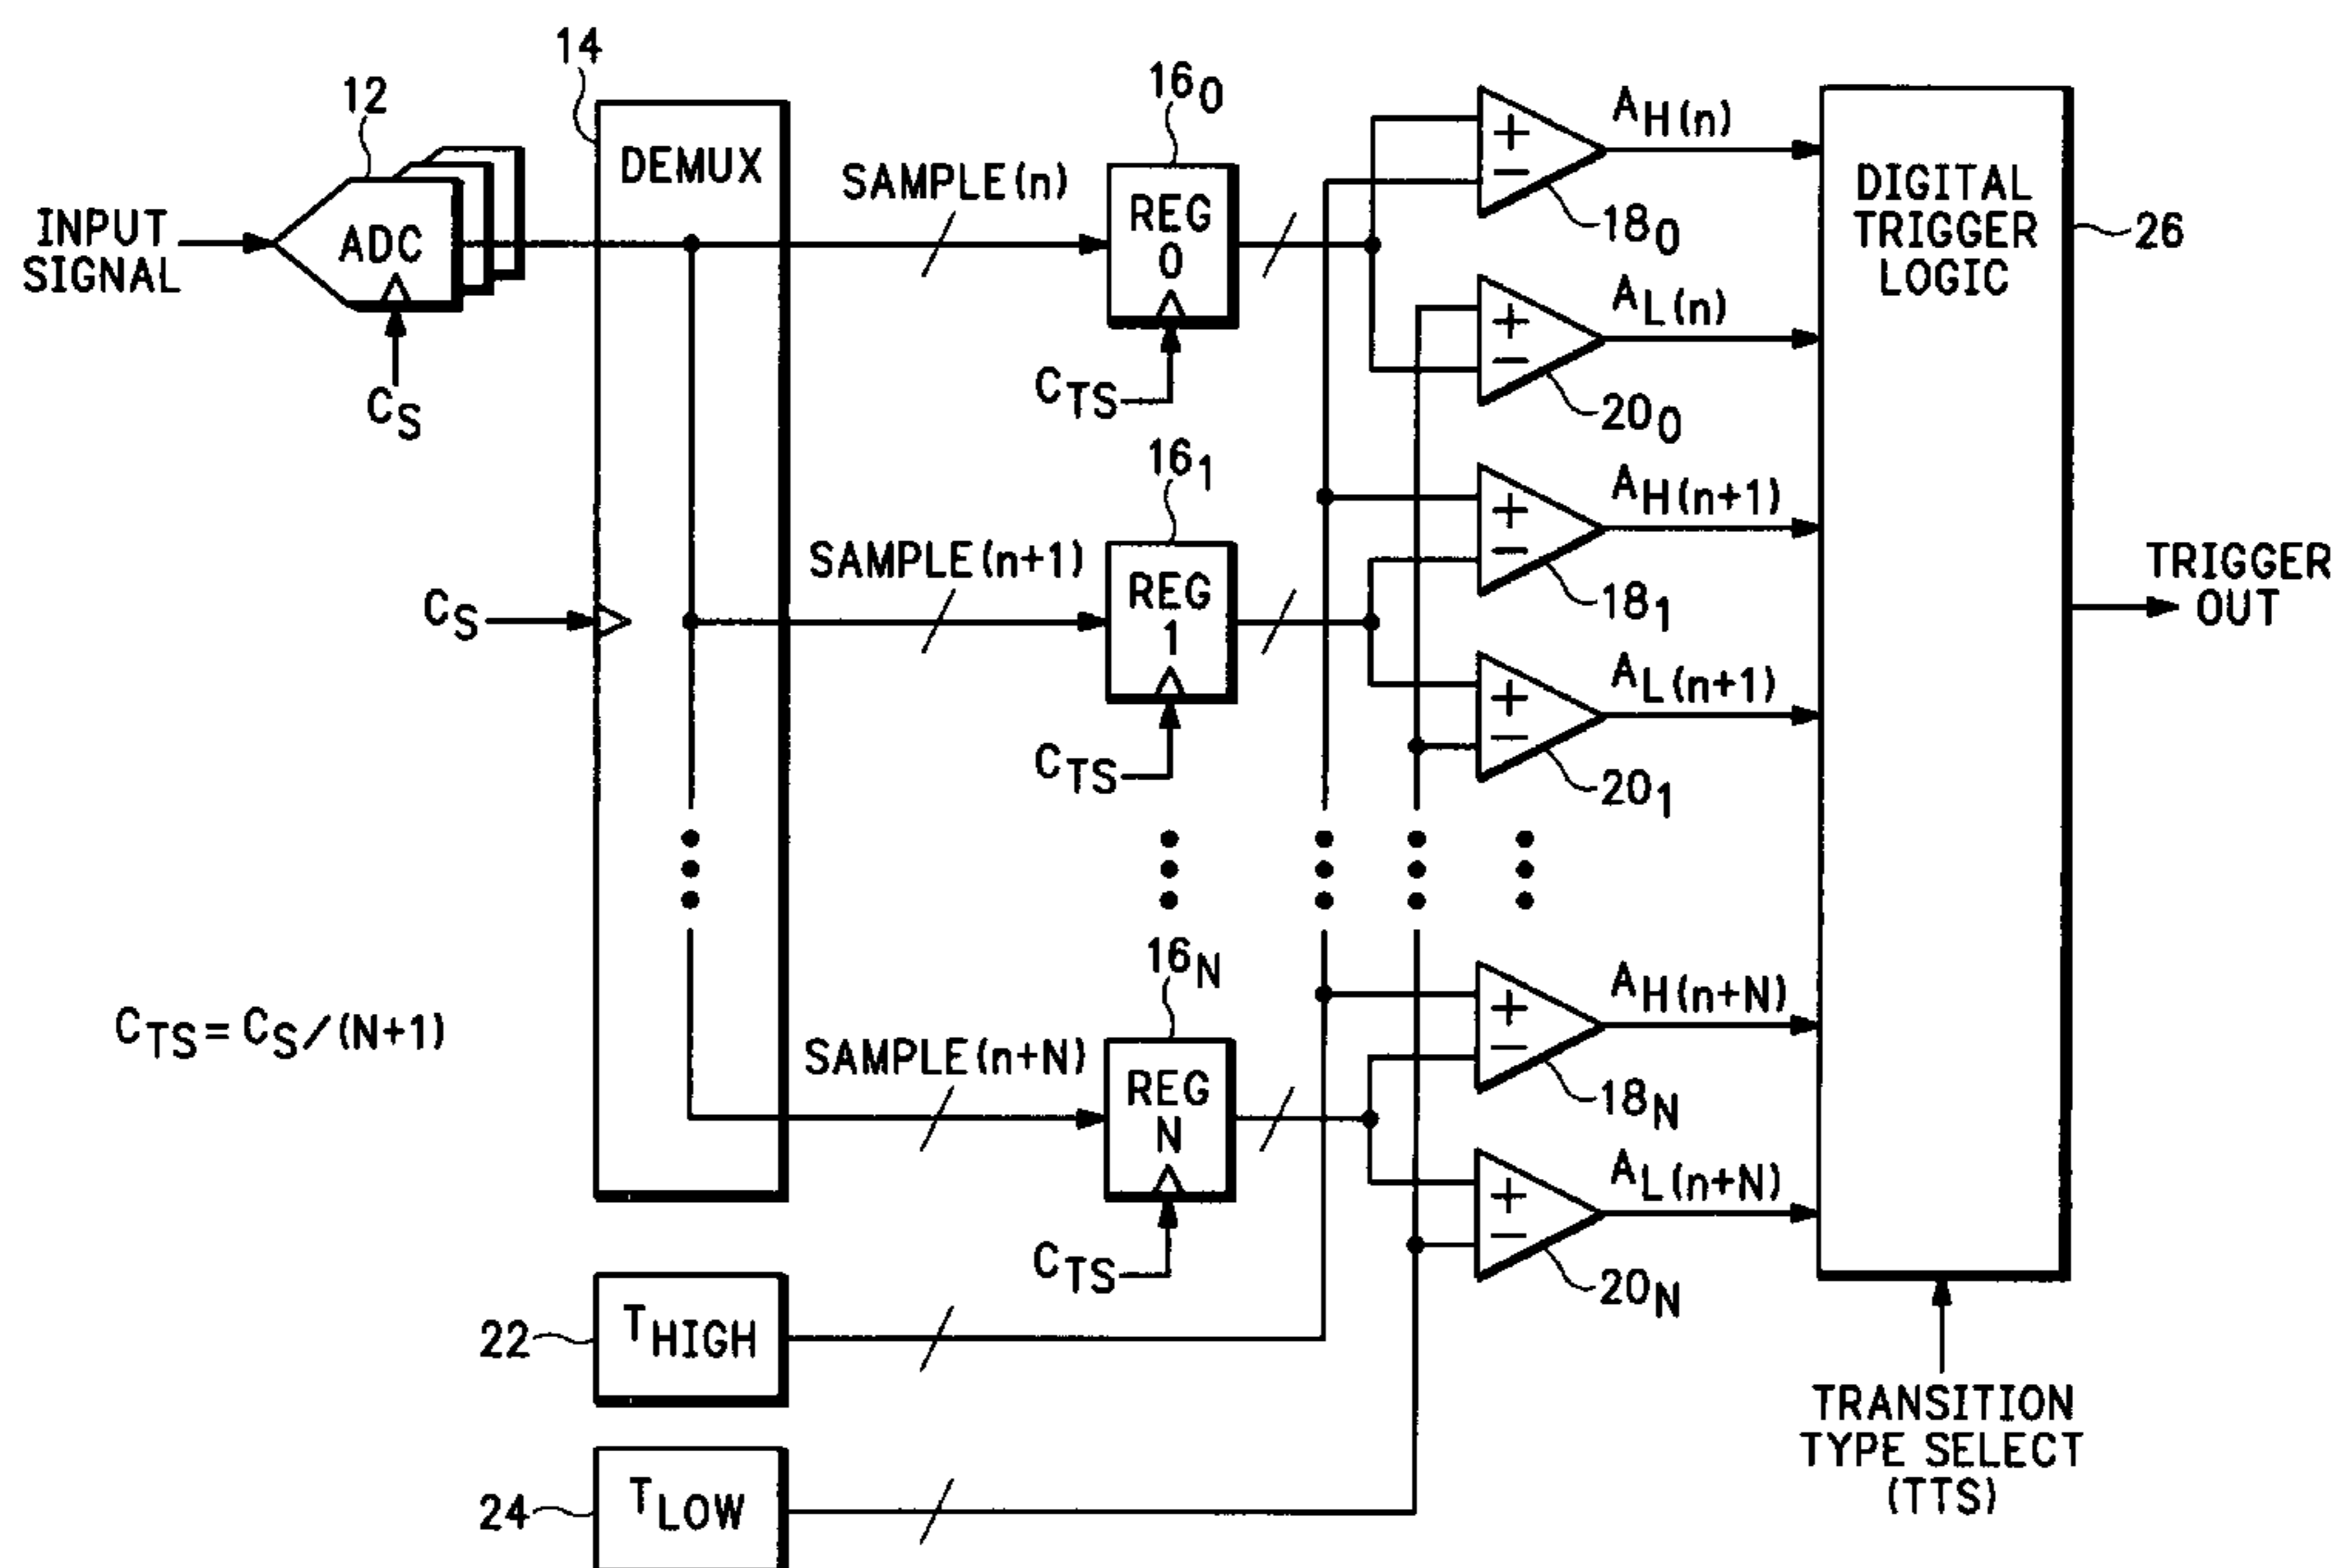 14
12
16₀
A_H(n)
DEMUX
SAMPLE(n)
DIGITAL
TRIGGER
LOGIC
INPUT
SIGNAL
ADC
REG
0
+
−
18₀
26
A_L(n)
C_S
C_TS
+
−
20₀
16₁
A_H(n+1)
SAMPLE(n+1)
REG
1
+
−
18₁
TRIGGER
OUT
C_S
A_L(n+1)
C_TS
+
−
20₁
16_N
A_H(n+N)
C_TS = C_S/(N+1)
SAMPLE(n+N)
REG
N
+
−
18_N
A_L(n+N)
C_TS
+
−
20_N
22
T_HIGH
TRANSITION
TYPE SELECT
(TTS)
24
T_LOW